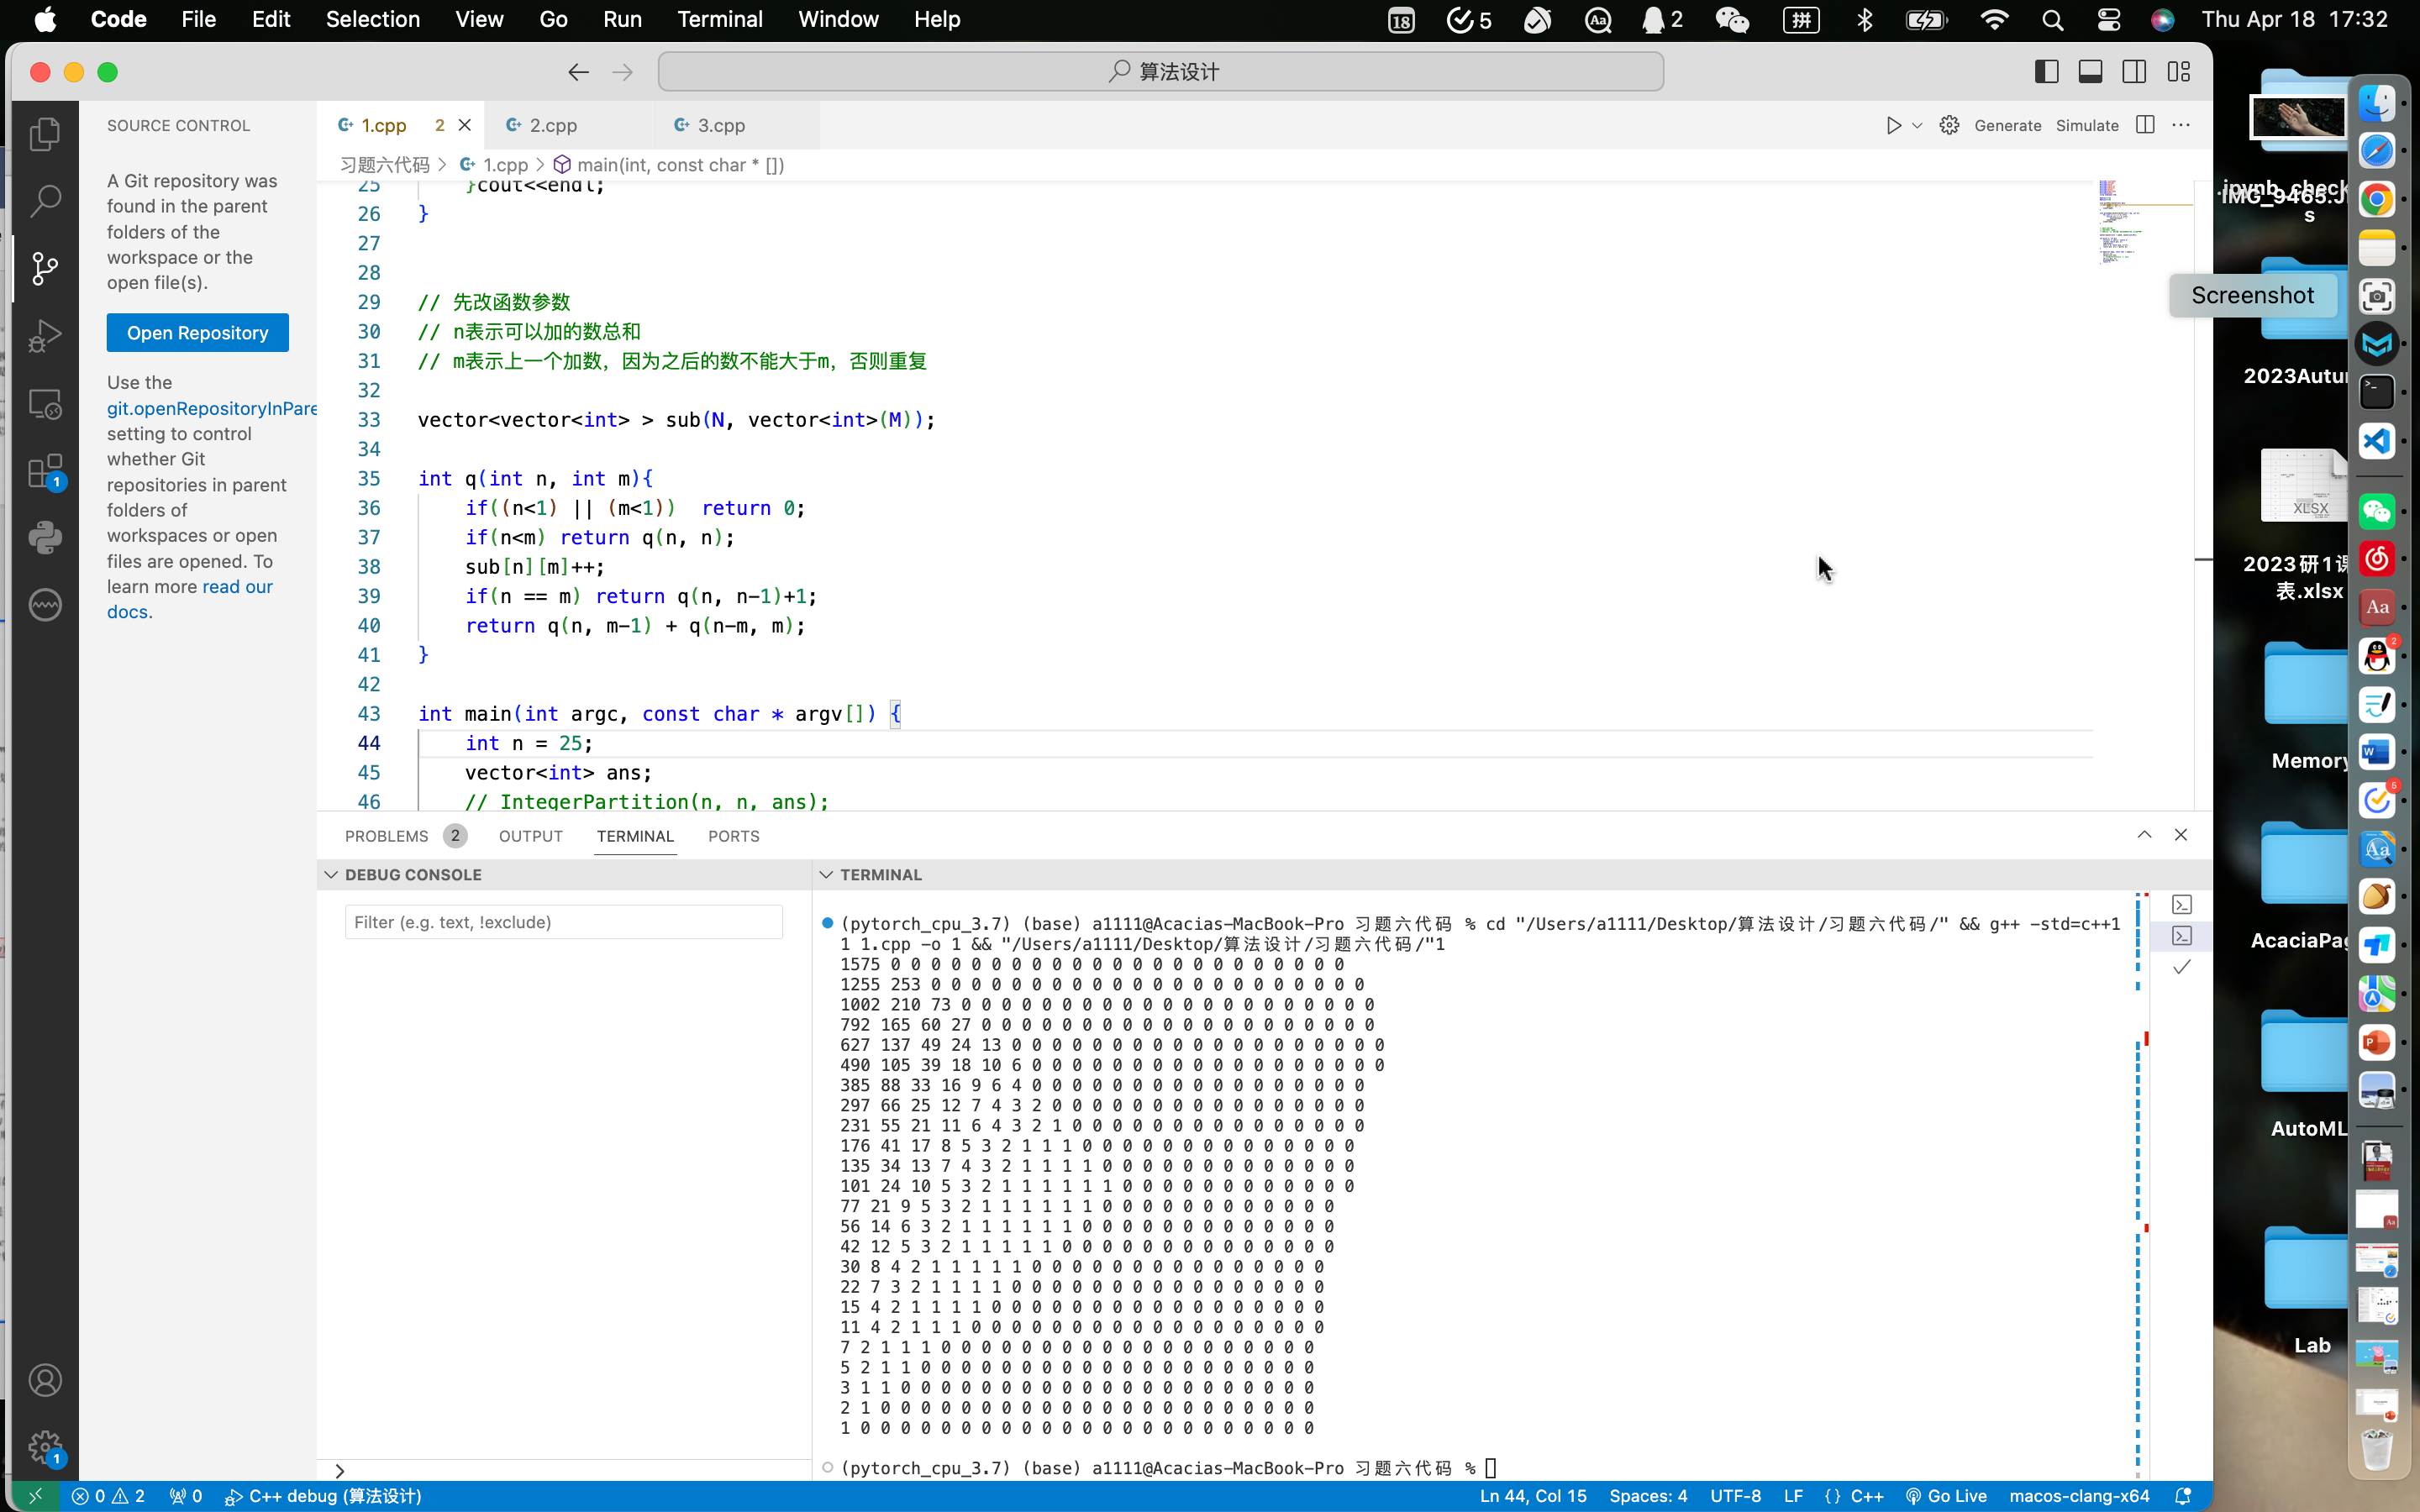 Code File Edit Selection View Go Run Terminal Window Help 18 5 Aa 2 拼 Thu Apr 18 17:32
算法设计
SOURCE CONTROL
A Git repository was
found in the parent
folders of the
workspace or the
open file(s).
Open Repository
Use the
git.openRepositoryInPare
setting to control
whether Git
repositories in parent
folders of
workspaces or open
files are opened. To
learn more read our
docs.
1.cpp 2 2.cpp 3.cpp Generate Simulate
习题六代码 > 1.cpp > main(int, const char * [])
25 }cout<<endl;
26 }
27
28
29 // 先改函数参数
30 // n表示可以加的数总和
31 // m表示上一个加数，因为之后的数不能大于m，否则重复
32
33 vector<vector<int> > sub(N, vector<int>(M));
34
35 int q(int n, int m){
36 if((n<1) || (m<1)) return 0;
37 if(n<m) return q(n, n);
38 sub[n][m]++;
39 if(n == m) return q(n, n-1)+1;
40 return q(n, m-1) + q(n-m, m);
41 }
42
43 int main(int argc, const char * argv[]) {
44 int n = 25;
45 vector<int> ans;
46 // IntegerPartition(n, n, ans);
PROBLEMS 2 OUTPUT TERMINAL PORTS
DEBUG CONSOLE
Filter (e.g. text, !exclude)
TERMINAL
(pytorch_cpu_3.7) (base) a1111@Acacias-MacBook-Pro 习题六代码 % cd "/Users/a1111/Desktop/算法设计/习题六代码/" && g++ -std=c++1
1 1.cpp -o 1 && "/Users/a1111/Desktop/算法设计/习题六代码/"1
1575 0 0 0 0 0 0 0 0 0 0 0 0 0 0 0 0 0 0 0 0 0 0 0
1255 253 0 0 0 0 0 0 0 0 0 0 0 0 0 0 0 0 0 0 0 0 0 0
1002 210 73 0 0 0 0 0 0 0 0 0 0 0 0 0 0 0 0 0 0 0 0 0
792 165 60 27 0 0 0 0 0 0 0 0 0 0 0 0 0 0 0 0 0 0 0 0
627 137 49 24 13 0 0 0 0 0 0 0 0 0 0 0 0 0 0 0 0 0 0 0
490 105 39 18 10 6 0 0 0 0 0 0 0 0 0 0 0 0 0 0 0 0 0 0
385 88 33 16 9 6 4 0 0 0 0 0 0 0 0 0 0 0 0 0 0 0 0 0
297 66 25 12 7 4 3 2 0 0 0 0 0 0 0 0 0 0 0 0 0 0 0 0
231 55 21 11 6 4 3 2 1 0 0 0 0 0 0 0 0 0 0 0 0 0 0 0
176 41 17 8 5 3 2 1 1 1 0 0 0 0 0 0 0 0 0 0 0 0 0 0
135 34 13 7 4 3 2 1 1 1 1 0 0 0 0 0 0 0 0 0 0 0 0 0
101 24 10 5 3 2 1 1 1 1 1 1 0 0 0 0 0 0 0 0 0 0 0 0
77 21 9 5 3 2 1 1 1 1 1 1 0 0 0 0 0 0 0 0 0 0 0 0
56 14 6 3 2 1 1 1 1 1 1 0 0 0 0 0 0 0 0 0 0 0 0 0
42 12 5 3 2 1 1 1 1 1 0 0 0 0 0 0 0 0 0 0 0 0 0 0
30 8 4 2 1 1 1 1 1 0 0 0 0 0 0 0 0 0 0 0 0 0 0 0
22 7 3 2 1 1 1 1 0 0 0 0 0 0 0 0 0 0 0 0 0 0 0 0
15 4 2 1 1 1 1 0 0 0 0 0 0 0 0 0 0 0 0 0 0 0 0 0
11 4 2 1 1 1 0 0 0 0 0 0 0 0 0 0 0 0 0 0 0 0 0 0
7 2 1 1 1 0 0 0 0 0 0 0 0 0 0 0 0 0 0 0 0 0 0 0
5 2 1 1 0 0 0 0 0 0 0 0 0 0 0 0 0 0 0 0 0 0 0 0
3 1 1 0 0 0 0 0 0 0 0 0 0 0 0 0 0 0 0 0 0 0 0 0
2 1 0 0 0 0 0 0 0 0 0 0 0 0 0 0 0 0 0 0 0 0 0 0
1 0 0 0 0 0 0 0 0 0 0 0 0 0 0 0 0 0 0 0 0 0 0 0
(pytorch_cpu_3.7) (base) a1111@Acacias-MacBook-Pro 习题六代码 %
0 2 0 C++ debug (算法设计) Ln 44, Col 15 Spaces: 4 UTF-8 LF {} C++ Go Live macos-clang-x64
IMG_9465.J
s
Screenshot
2023Autu
XLSX
2023研1课
表.xlsx
Memory
AcaciaPa
AutoML
Lab